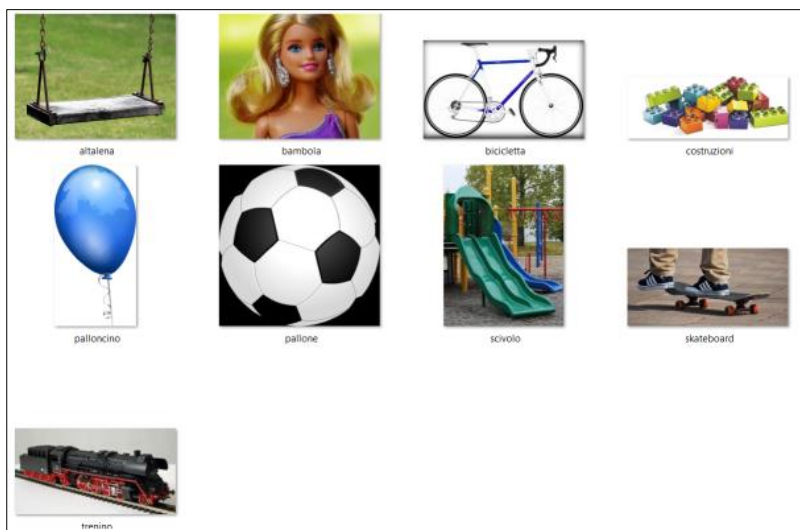 altalena
bambola
bicicletta
costruzioni
palloncino
pallone
scivolo
skateboard
trenino